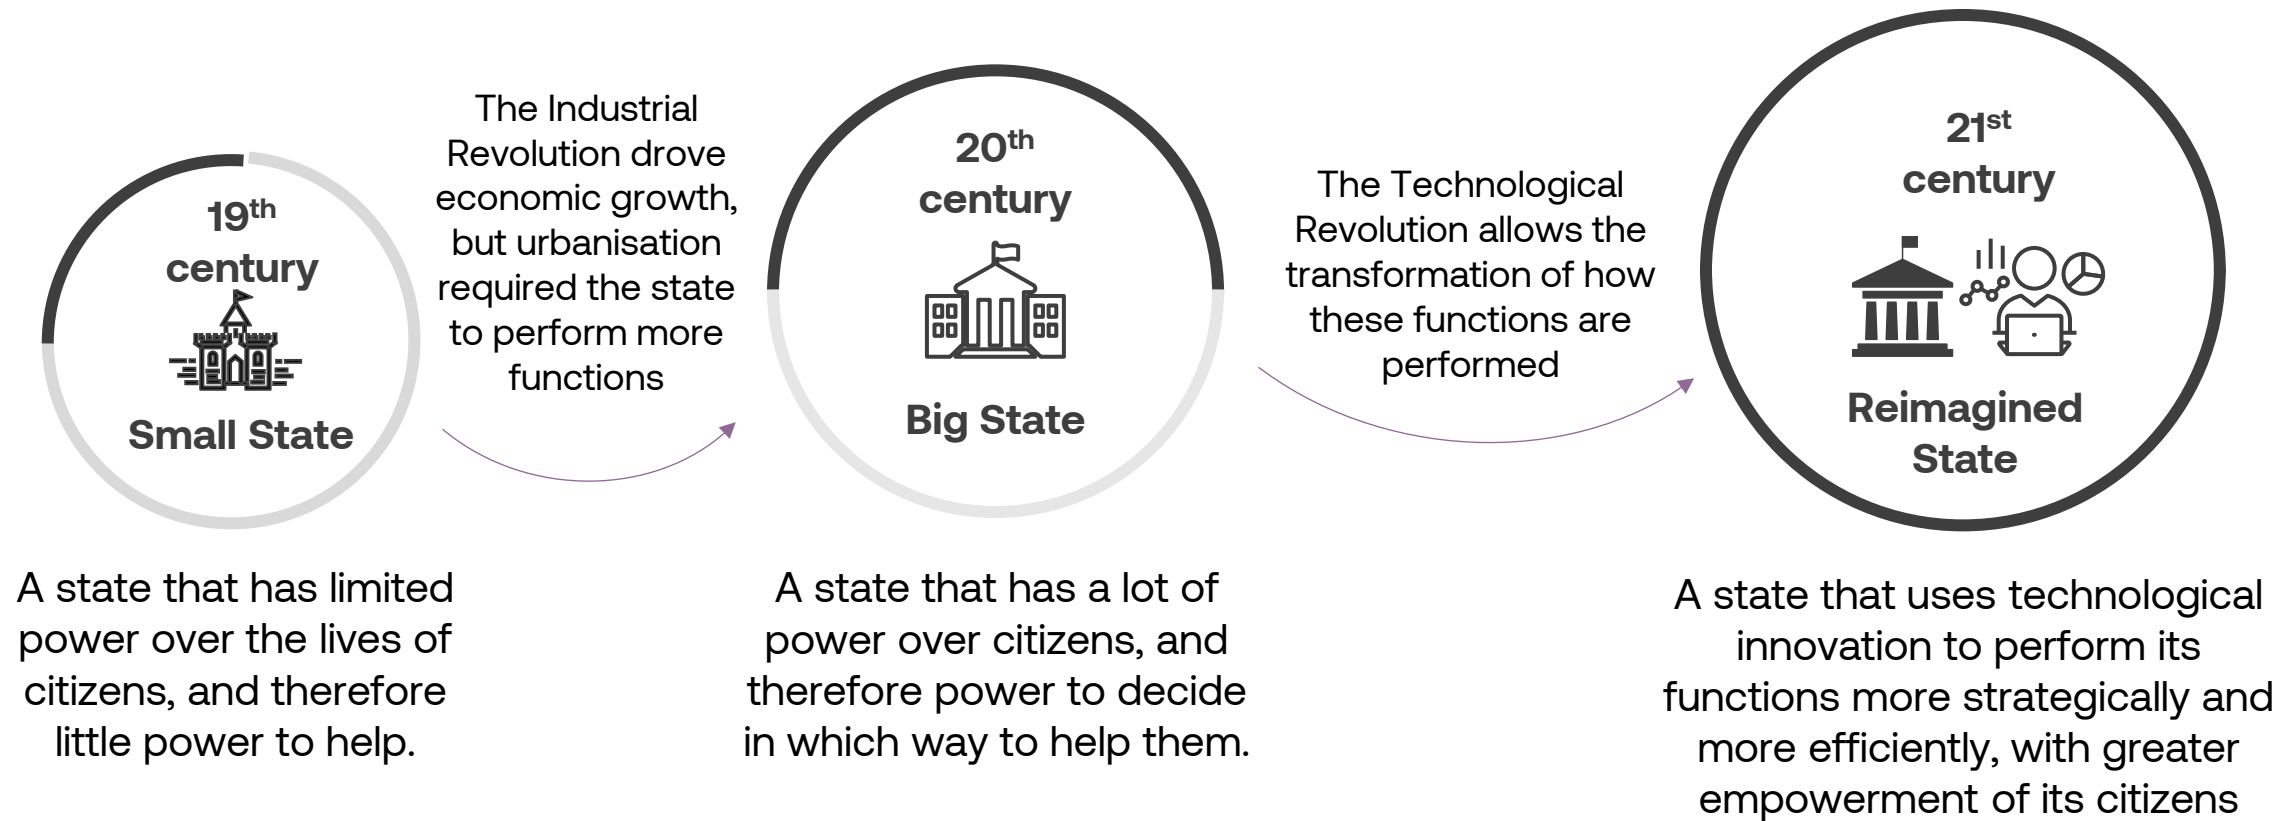 19th
century
Small State
A state that has limited
power over the lives of
citizens, and therefore
little power to help.
The Industrial
Revolution drove
economic growth,
but urbanisation
required the state
to perform more
functions
20th
century
Big State
A state that has a lot of
power over citizens, and
therefore power to decide
in which way to help them.
The Technological
Revolution allows the
transformation of how
these functions are
performed
21st
century
Reimagined
State
A state that uses technological
innovation to perform its
functions more strategically and
more efficiently, with greater
empowerment of its citizens